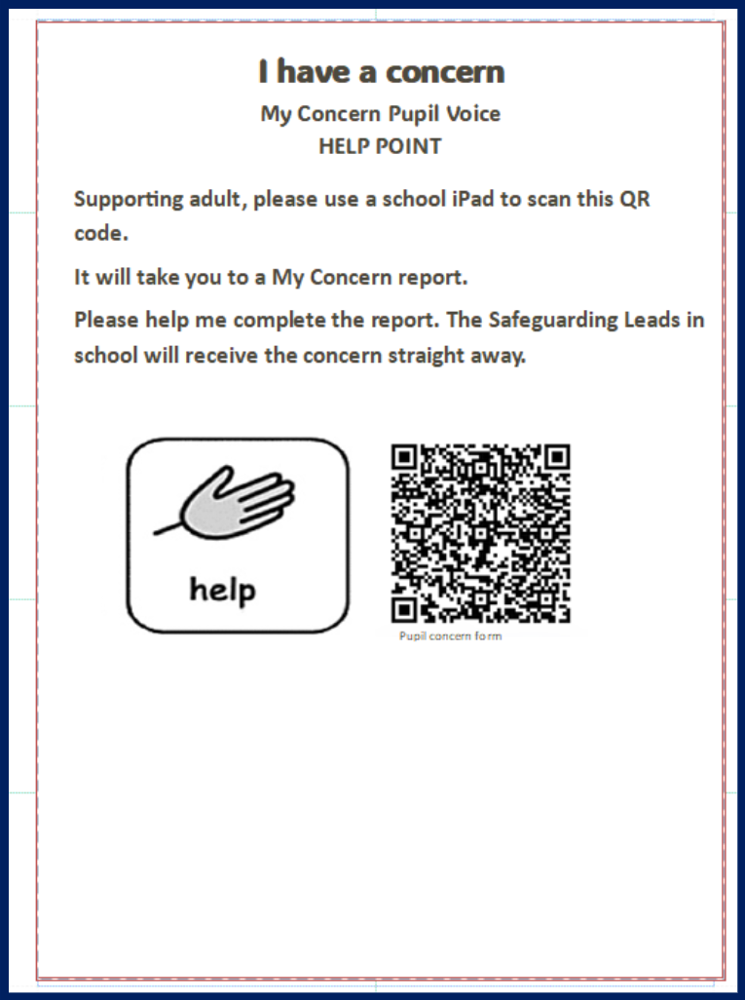 I have a concern
My Concern Pupil Voice
HELP POINT
Supporting adult, please use a school iPad to scan this QR
code.
It will take you to a My Concern report.
Please help me complete the report. The Safeguarding Leads in
school will receive the concern straight away.
help
Pupil concern form